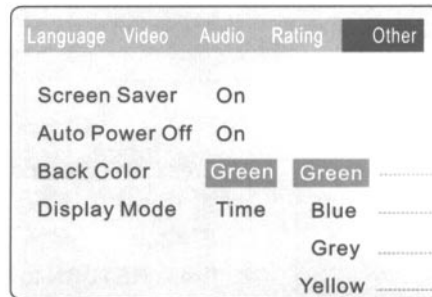 Language Video Audio Rating Other
Screen Saver On
Auto Power Off On
Back Color Green Green
Display Mode Time Blue
Grey
Yellow